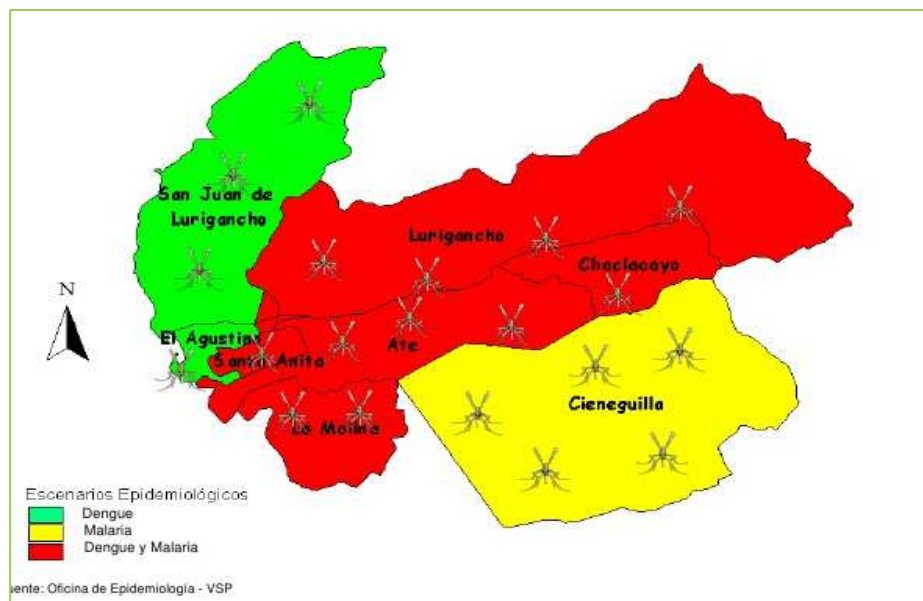 San Juan de
Lurigancho
Lurigancho
Chaclacayo
N
El Agustino
Santa Anita
Ate
Cieneguilla
La Molina
Escenarios Epidemiológicos
Dengue
Malaria
Dengue y Malaria
uente: Oficina de Epidemiología - VSP